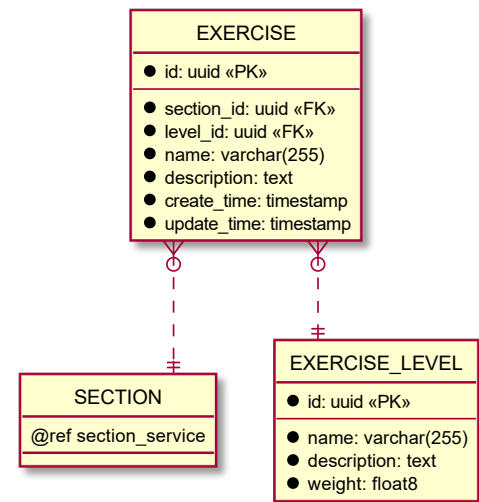 EXERCISE
id: uuid «PK»
section_id: uuid «FK»
level_id: uuid «FK»
name: varchar(255)
description: text
create_time: timestamp
update_time: timestamp
SECTION
@ref section_service
EXERCISE_LEVEL
id: uuid «PK»
name: varchar(255)
description: text
weight: float8